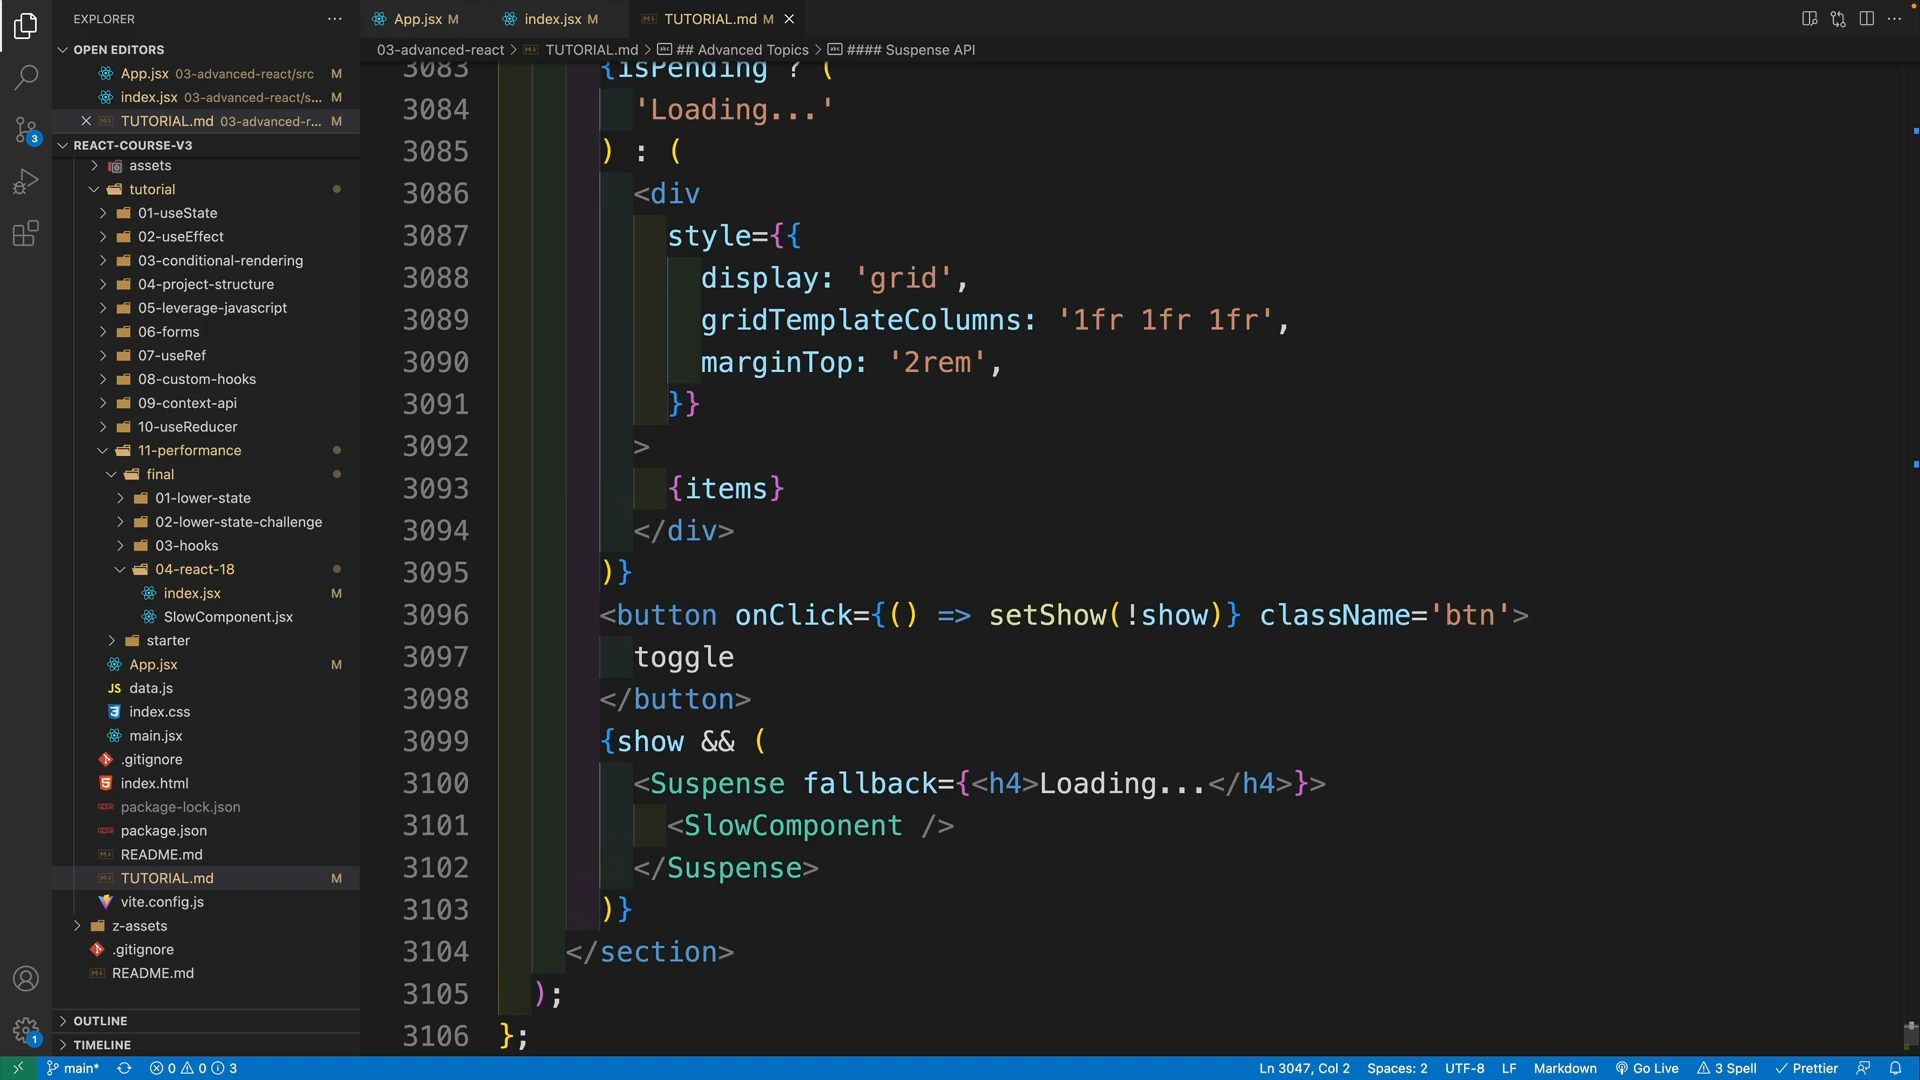 EXPLORER
App.jsx M
index.jsx M
TUTORIAL.md M
03-advanced-react > TUTORIAL.md > ## Advanced Topics > #### Suspense API
OPEN EDITORS
App.jsx 03-advanced-react/src M
index.jsx 03-advanced-react/s... M
TUTORIAL.md 03-advanced-r... M
REACT-COURSE-V3
assets
tutorial
01-useState
02-useEffect
03-conditional-rendering
04-project-structure
05-leverage-javascript
06-forms
07-useRef
08-custom-hooks
09-context-api
10-useReducer
11-performance
final
01-lower-state
02-lower-state-challenge
03-hooks
04-react-18
index.jsx M
SlowComponent.jsx
starter
App.jsx M
JS data.js
index.css
main.jsx
.gitignore
index.html
package-lock.json
package.json
README.md
TUTORIAL.md M
vite.config.js
z-assets
.gitignore
README.md
OUTLINE
TIMELINE
3083 {isPending ? (
3084 'Loading...'
3085 ) : (
3086 <div
3087 style={{
3088 display: 'grid',
3089 gridTemplateColumns: '1fr 1fr 1fr',
3090 marginTop: '2rem',
3091 }}
3092 >
3093 {items}
3094 </div>
3095 )}
3096 <button onClick={() => setShow(!show)} className='btn'>
3097 toggle
3098 </button>
3099 {show && (
3100 <Suspense fallback={<h4>Loading...</h4>}>
3101 <SlowComponent />
3102 </Suspense>
3103 )}
3104 </section>
3105 );
3106 };
3
1
main* 0 0 3
Ln 3047, Col 2 Spaces: 2 UTF-8 LF Markdown Go Live 3 Spell Prettier